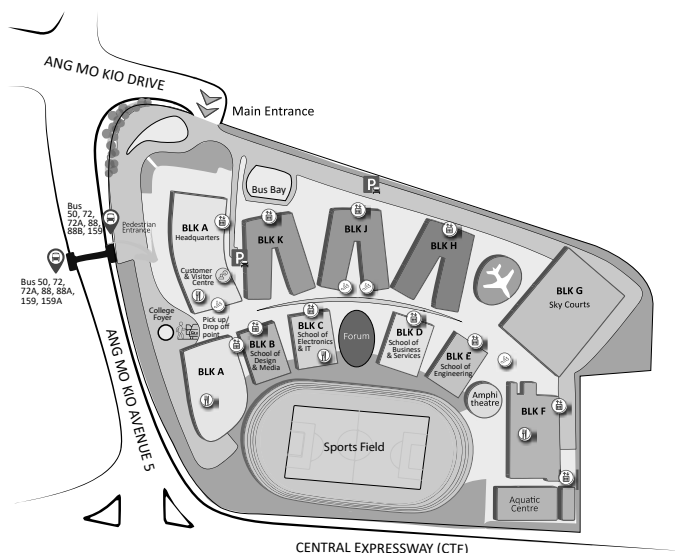 ANG MO KIO DRIVE
Main Entrance
Bus Bay
P
Bus
50, 72,
72A, 88,
88B, 159
Pedestrian
Entrance
BLK A
Headquarters
BLK K
BLK J
BLK H
P
Customer
& Visitor
Centre
Bus 50, 72,
72A, 88, 88A,
159, 159A
BLK G
Sky Courts
College
Foyer
Pick up/
Drop off
point
BLK C
School of
Electronics
& IT
Forum
BLK D
School of
Business
& Services
BLK B
School of
Design
& Media
BLK E
School of
Engineering
BLK A
Amphi
theatre
BLK F
ANG MO KIO AVENUE 5
Sports Field
Aquatic
Centre
CENTRAL EXPRESSWAY (CTE)